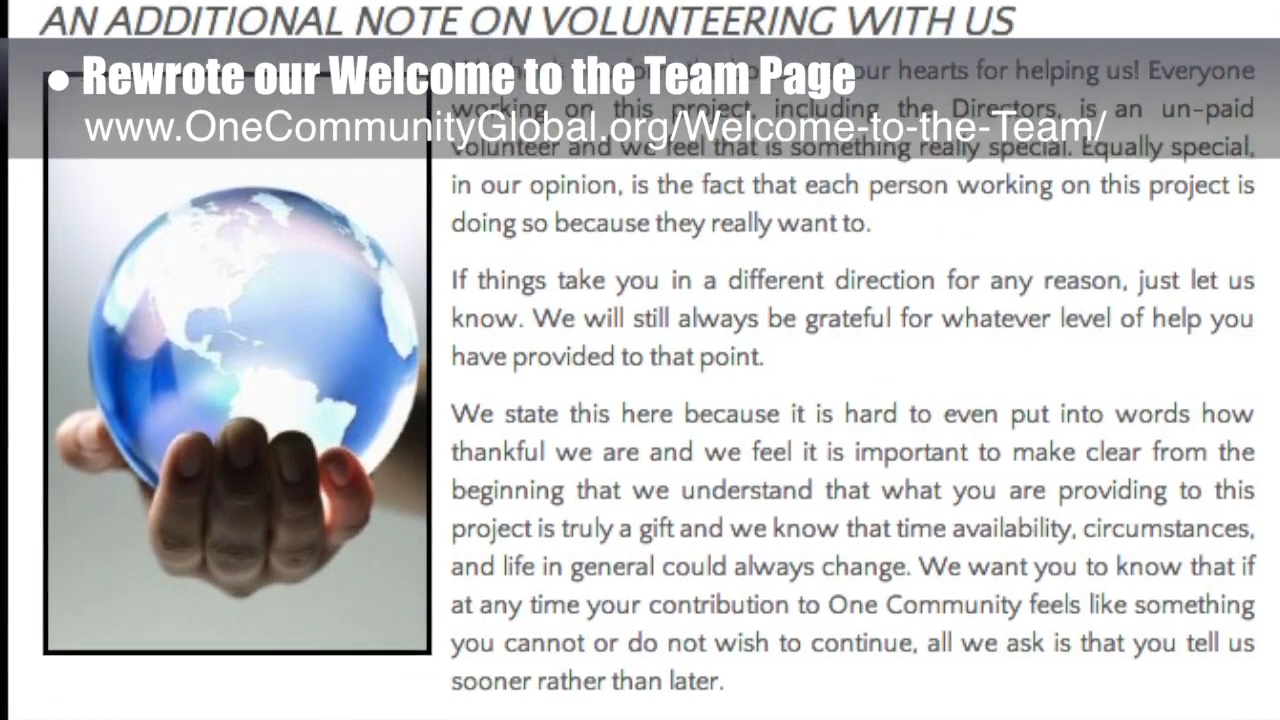 AN ADDITIONAL NOTE ON VOLUNTEERING WITH US
● Rewrote our Welcome to the Team Page
www.OneCommunityGlobal.org/Welcome-to-the-Team/
our hearts for helping us! Everyone
working on this project, including the Directors, is an un-paid
volunteer and we feel that is something really special. Equally special,
in our opinion, is the fact that each person working on this project is
doing so because they really want to.
If things take you in a different direction for any reason, just let us
know. We will still always be grateful for whatever level of help you
have provided to that point.
We state this here because it is hard to even put into words how
thankful we are and we feel it is important to make clear from the
beginning that we understand that what you are providing to this
project is truly a gift and we know that time availability, circumstances,
and life in general could always change. We want you to know that if
at any time your contribution to One Community feels like something
you cannot or do not wish to continue, all we ask is that you tell us
sooner rather than later.